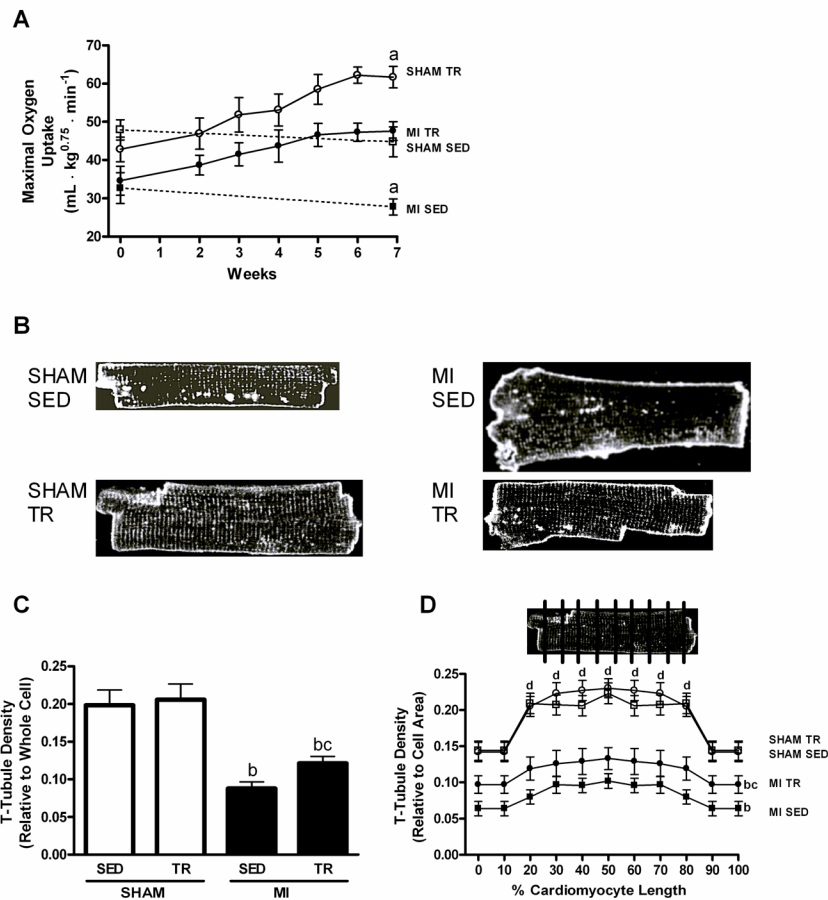 A
Maximal Oxygen
Uptake
(mL · kg0.75 · min-1)
70
60
50
40
30
20
a
SHAM TR
MI TR
SHAM SED
a
MI SED
0 1 2 3 4 5 6 7
Weeks
B
SHAM
SED
MI
SED
SHAM
TR
MI
TR
C
T-Tubule Density
(Relative to Whole Cell)
0.25
0.20
0.15
0.10
0.05
0.00
b
bc
SED TR SED TR
SHAM MI
D
T-Tubule Density
(Relative to Cell Area)
0.25
0.20
0.15
0.10
0.05
0.00
d d d d d d d
SHAM TR
SHAM SED
bc MI TR
b MI SED
0 10 20 30 40 50 60 70 80 90 100
% Cardiomyocyte Length